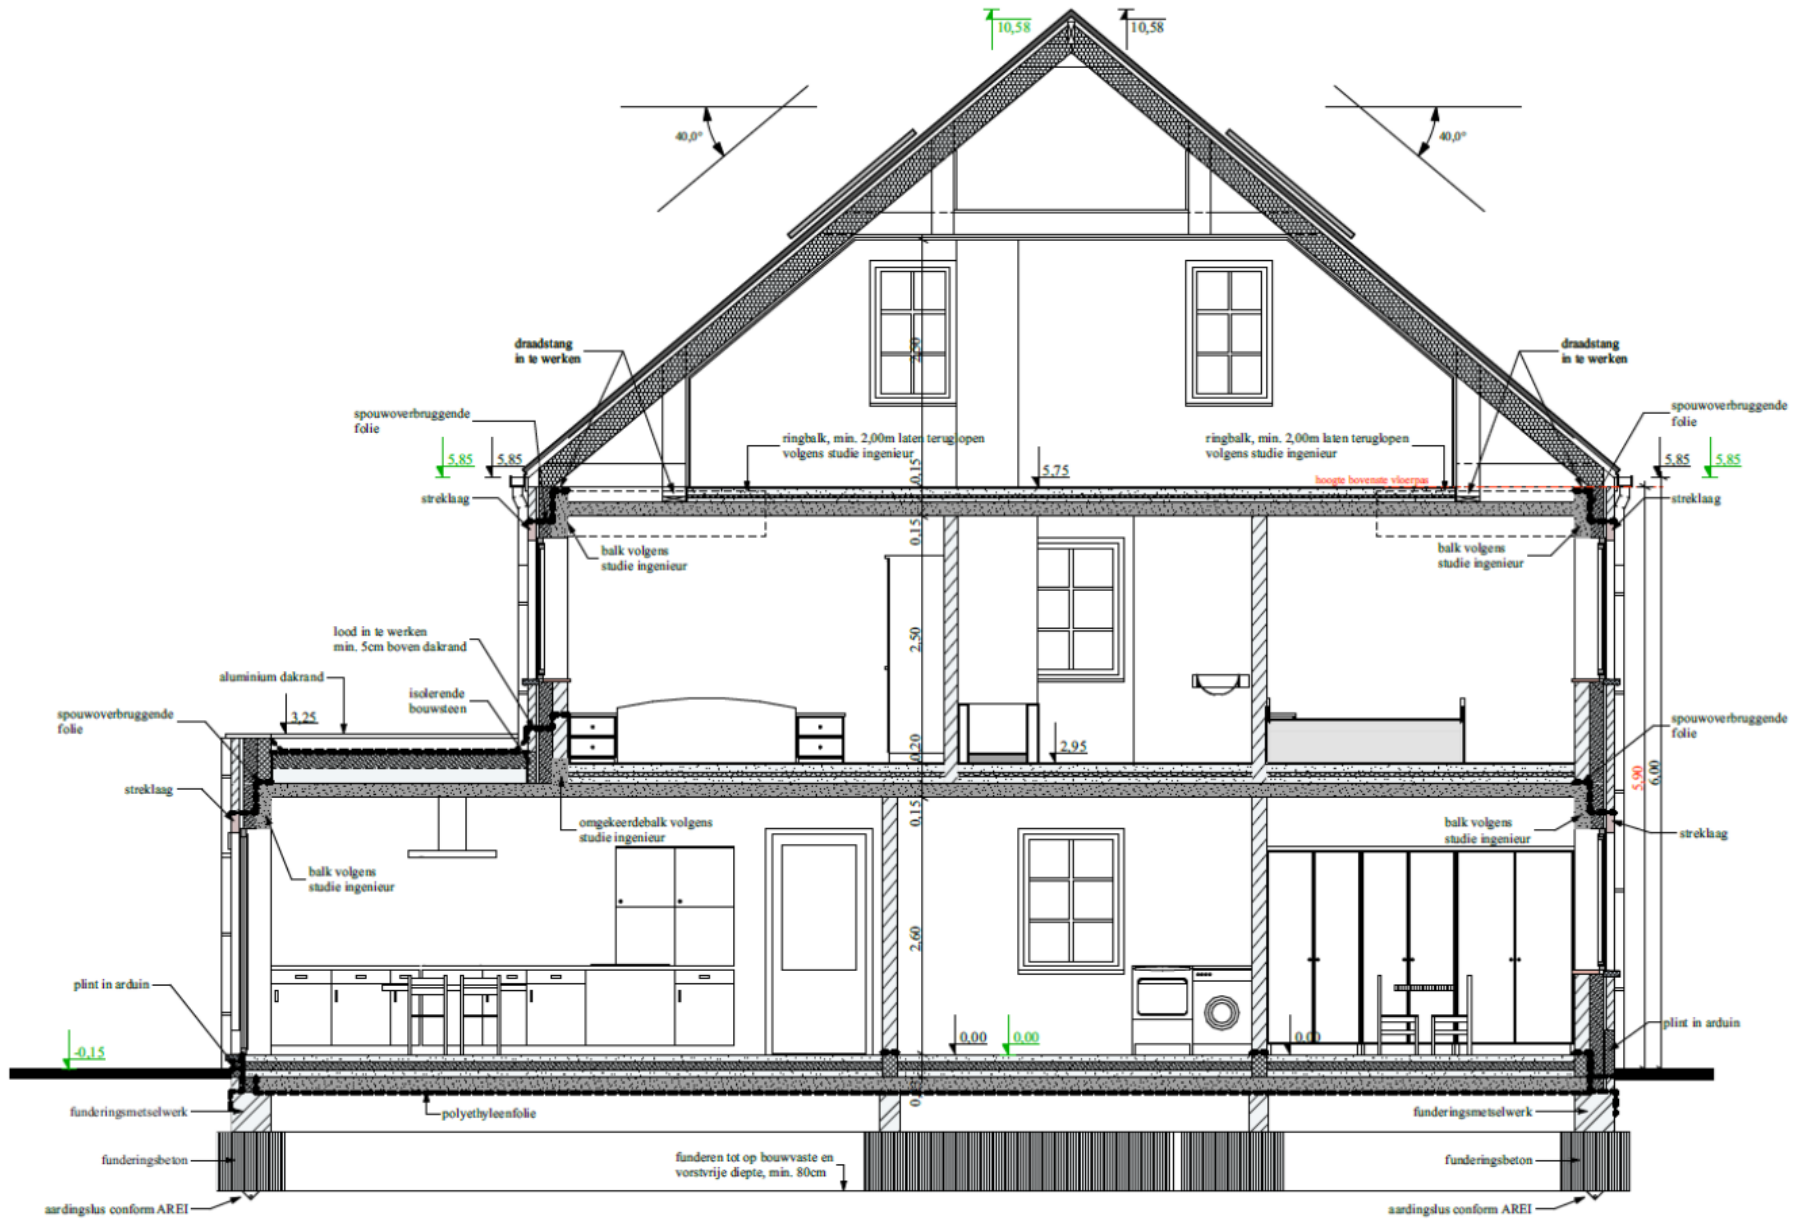 10,58
10,58
40,0°
40,0°
draadstang
in te werken
draadstang
in te werken
2,50
spouwoverbruggende
folie
spouwoverbruggende
folie
ringbalk, min. 2,00m laten teruglopen
volgens studie ingenieur
ringbalk, min. 2,00m laten teruglopen
volgens studie ingenieur
5,85
5,85
0,15
5,75
5,85
5,85
hoogte bovenste vloerpas
streklaag
streklaag
0,15
balk volgens
studie ingenieur
balk volgens
studie ingenieur
lood in te werken
min. 5cm boven dakrand
2,50
aluminium dakrand
isolerende
bouwsteen
spouwoverbruggende
folie
3,25
spouwoverbruggende
folie
0,20
2,95
5,90
6,00
streklaag
0,15
omgekeerdebalk volgens
studie ingenieur
balk volgens
studie ingenieur
streklaag
balk volgens
studie ingenieur
2,60
plint in arduin
plint in arduin
-0,15
0,00
0,00
0,00
funderingsmetselwerk
polyethyleenfolie
funderingsmetselwerk
funderingsbeton
funderen tot op bouwvaste en
vorstvrije diepte, min. 80cm
funderingsbeton
aardingslus conform AREI
aardingslus conform AREI